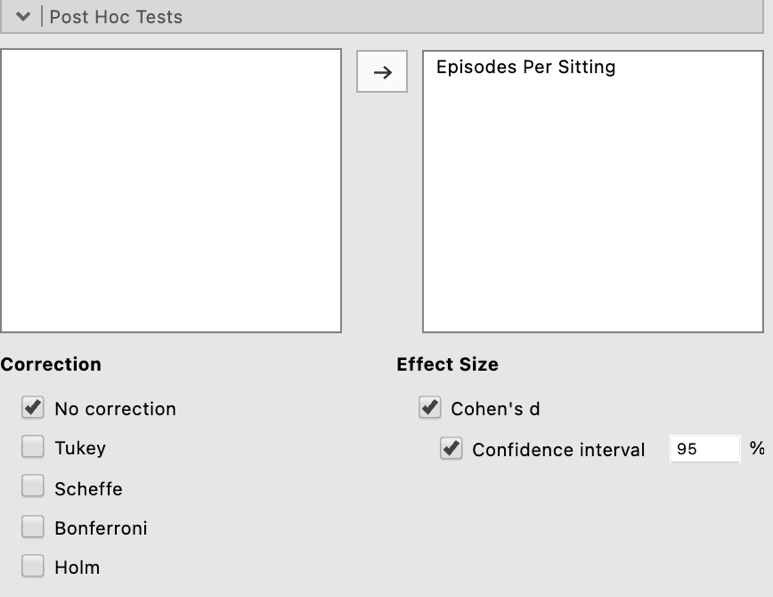 Post Hoc Tests
Episodes Per Sitting
Correction
No correction
Tukey
Scheffe
Bonferroni
Holm
Effect Size
Cohen's d
Confidence interval 95 %